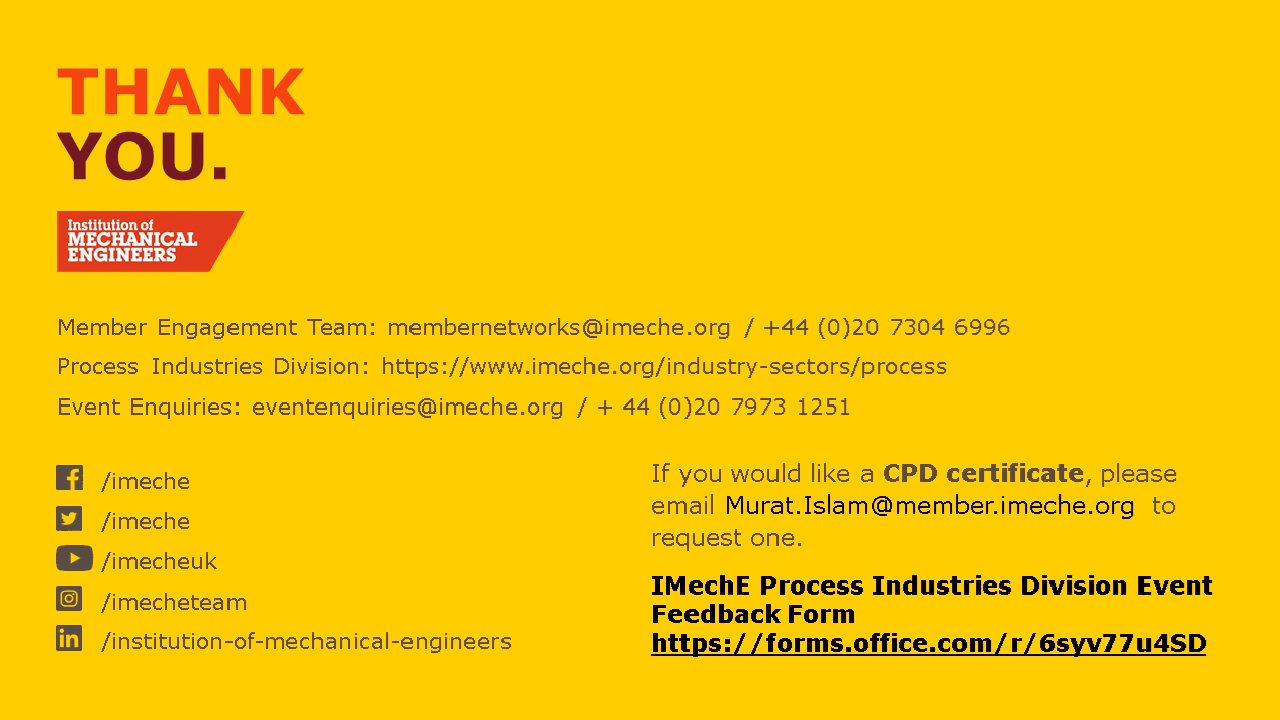 THANK
YOU.
Institution of
MECHANICAL
ENGINEERS
Member Engagement Team: membernetworks@imeche.org / +44 (0)20 7304 6996
Process Industries Division: https://www.imeche.org/industry-sectors/process
Event Enquiries: eventenquiries@imeche.org / + 44 (0)20 7973 1251
/imeche
/imeche
/imecheuk
/imecheteam
/institution-of-mechanical-engineers
If you would like a CPD certificate, please
email Murat.Islam@member.imeche.org to
request one.
IMechE Process Industries Division Event
Feedback Form
https://forms.office.com/r/6syv77u4SD